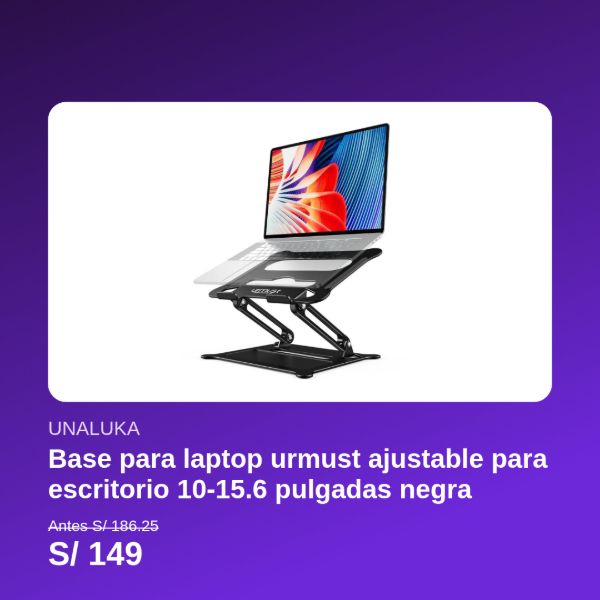 UNALUKA
Base para laptop urmust ajustable para
escritorio 10-15.6 pulgadas negra
Antes S/ 186.25
S/ 149